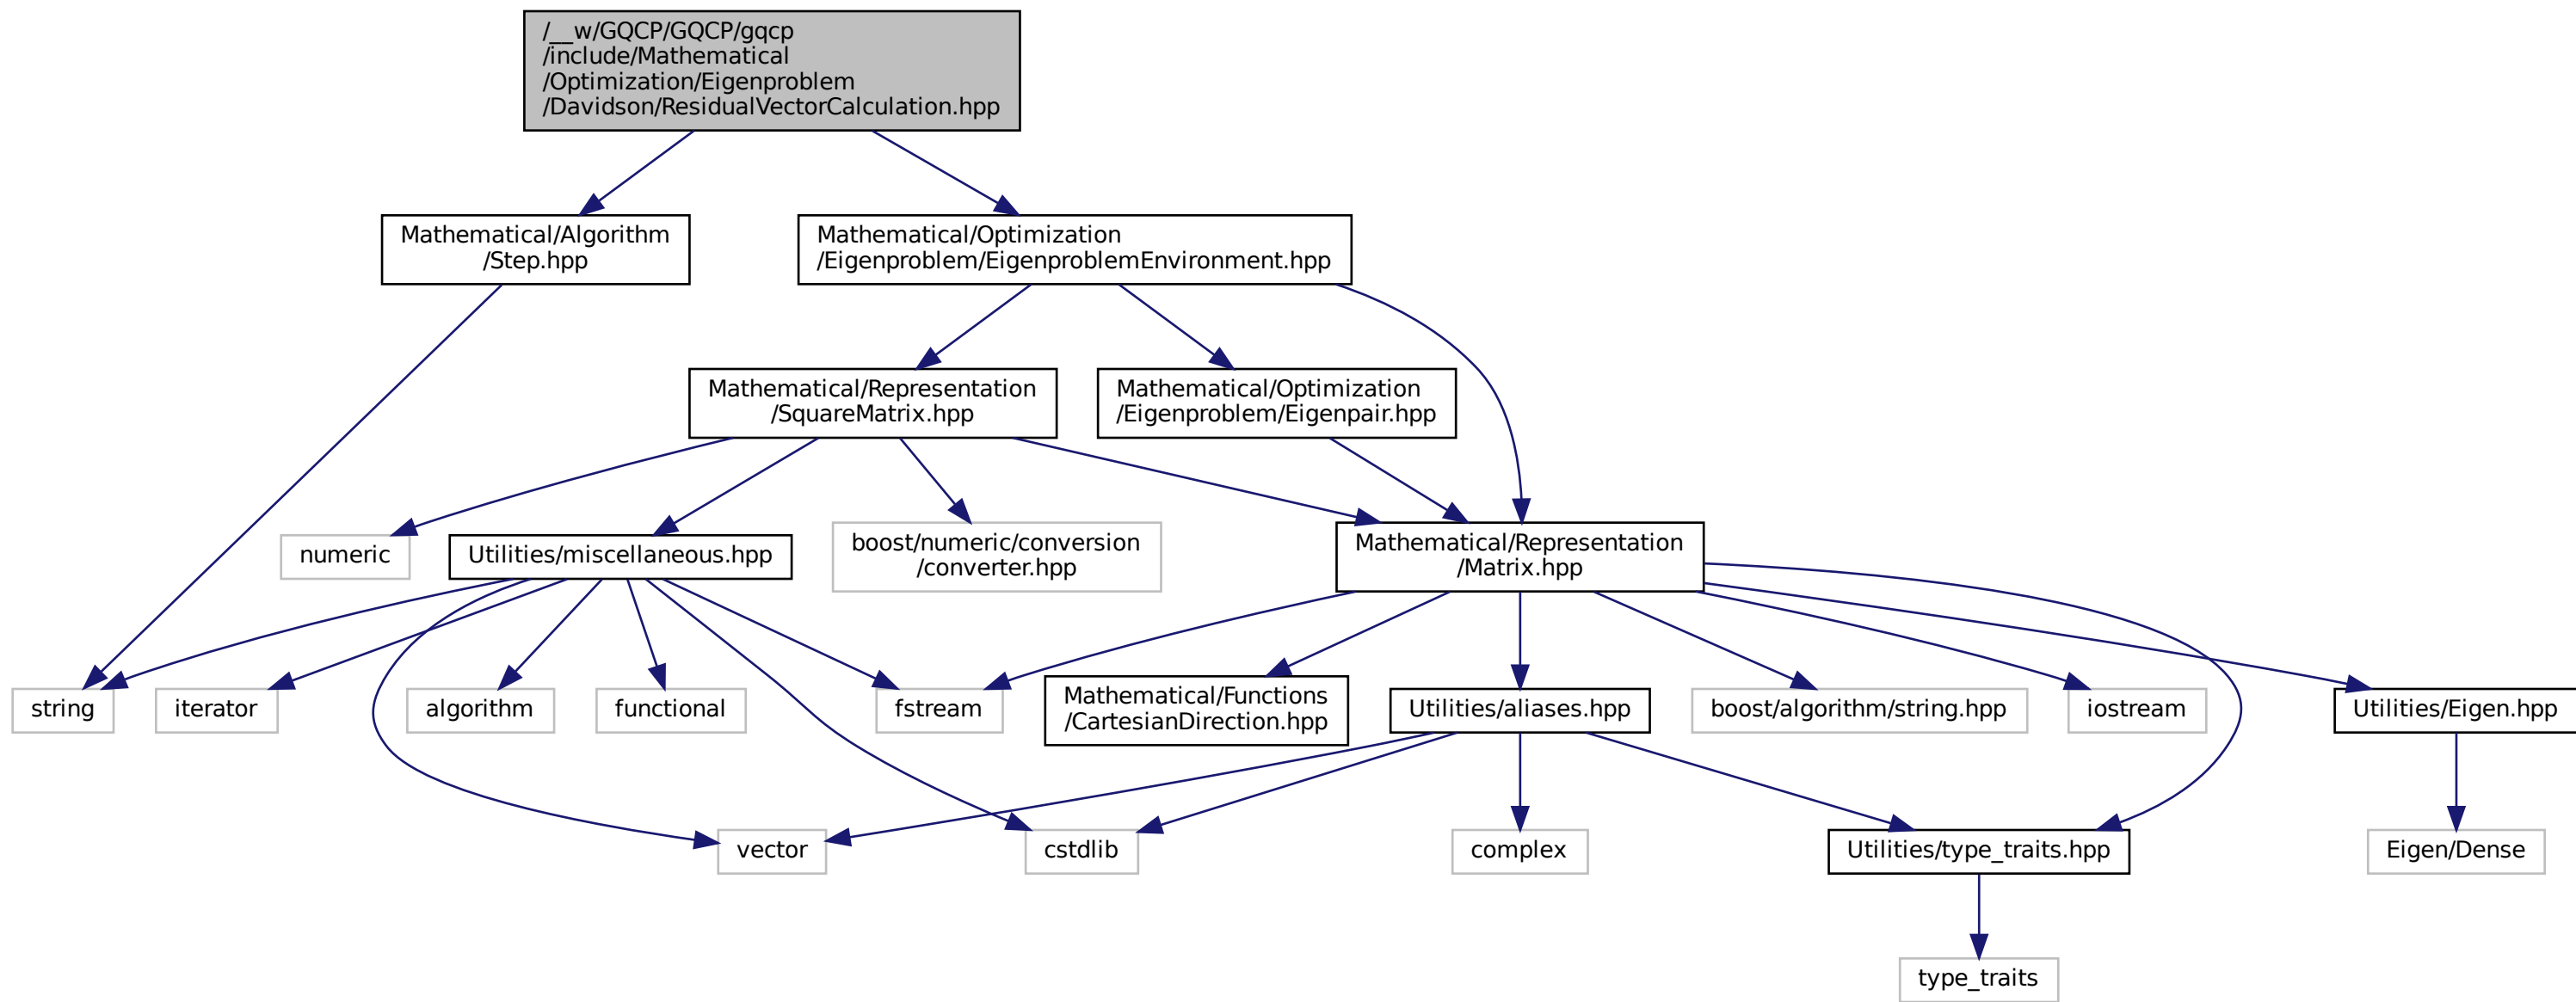 /__w/GQCP/GQCP/gqcp
/include/Mathematical
/Optimization/Eigenproblem
/Davidson/ResidualVectorCalculation.hpp
Mathematical/Algorithm
/Step.hpp
Mathematical/Optimization
/Eigenproblem/EigenproblemEnvironment.hpp
Mathematical/Representation
/SquareMatrix.hpp
Mathematical/Optimization
/Eigenproblem/Eigenpair.hpp
numeric
Utilities/miscellaneous.hpp
boost/numeric/conversion
/converter.hpp
Mathematical/Representation
/Matrix.hpp
string
iterator
algorithm
functional
fstream
Mathematical/Functions
/CartesianDirection.hpp
Utilities/aliases.hpp
boost/algorithm/string.hpp
iostream
Utilities/Eigen.hpp
vector
cstdlib
complex
Utilities/type_traits.hpp
Eigen/Dense
type_traits